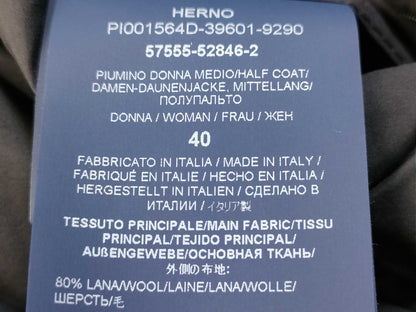 HERNO
PI001564D-39601-9290
57555-52846-2
PIUMINO DONNA MEDIO/HALF COAT/
DAMEN-DAUNENJACKE, MITTELLANG/
ПОЛУПАЛЬТО
DONNA / WOMAN / FRAU / ЖЕН
40
FABBRICATO IN ITALIA / MADE IN ITALY /
FABRIQUÉ EN ITALIE / HECHO EN ITALIA /
HERGESTELLT IN ITALIEN / СДЕЛАНО В
ИТАЛИИ / イタリア製
TESSUTO PRINCIPALE/MAIN FABRIC/TISSU
PRINCIPAL/TEJIDO PRINCIPAL/
AUßENGEWEBE/ОСНОВНАЯ ТКАНЬ/
外側の布地:
80% LANA/WOOL/LAINE/LANA/WOLLE/
ШЕРСТЬ/毛